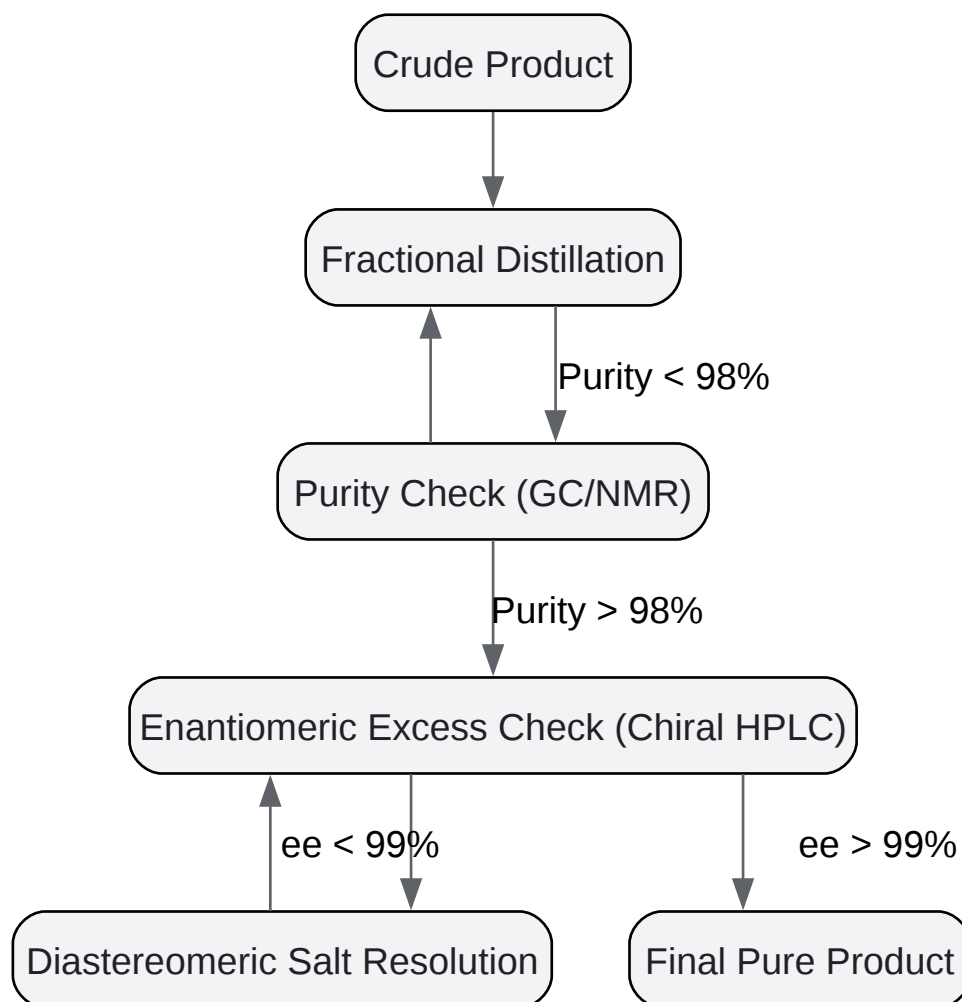 Crude Product
Fractional Distillation
Purity < 98%
Purity Check (GC/NMR)
Purity > 98%
Enantiomeric Excess Check (Chiral HPLC)
ee < 99%
ee > 99%
Diastereomeric Salt Resolution
Final Pure Product